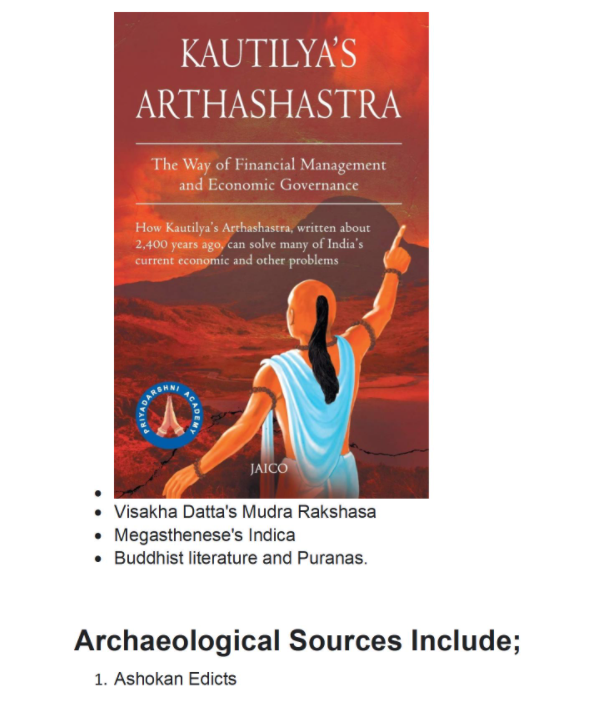 KAUTILYA'S
ARTHASHASTRA
The Way of Financial Management
and Economic Governance
How Kautilya's Arthashastra, written about
2,400 years ago, can solve many of India's
current economic and other problems
PRIYADARSHNI ACADEMY
JAICO
• Visakha Datta's Mudra Rakshasa
• Megasthenese's Indica
• Buddhist literature and Puranas.
Archaeological Sources Include;
1. Ashokan Edicts